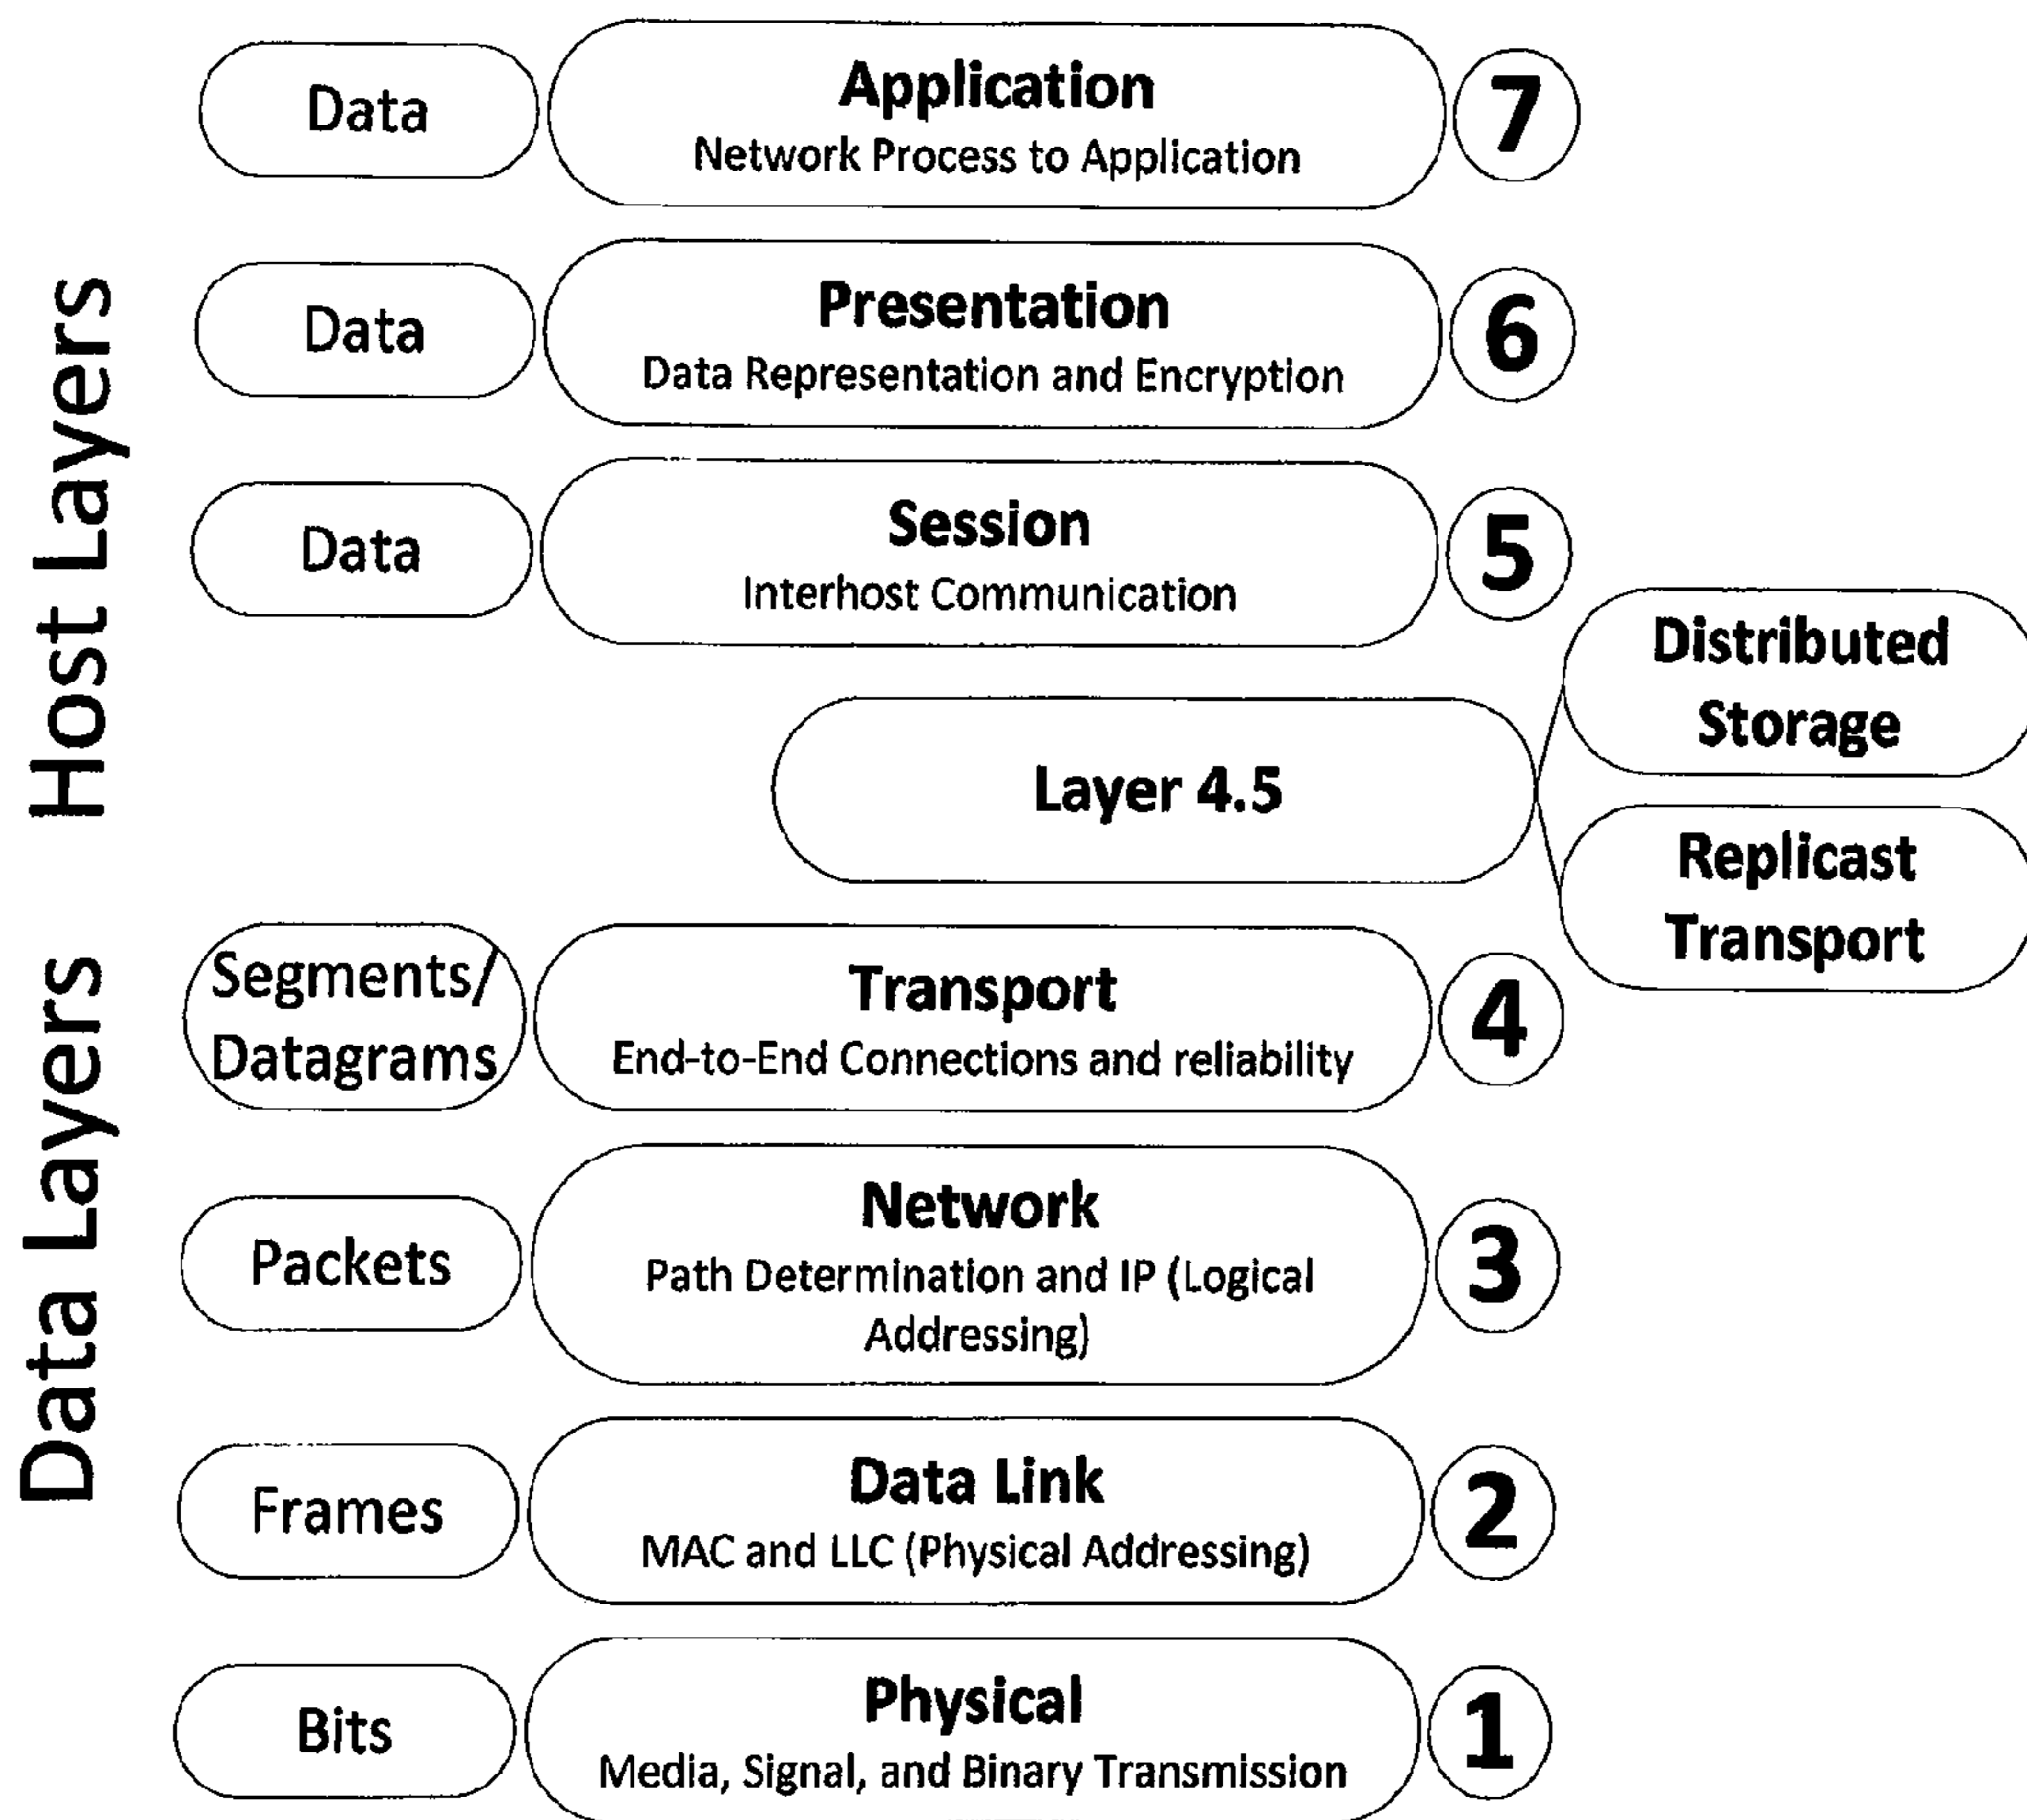 Host Layers
Data Layers
Data
Application
Network Process to Application
7
Data
Presentation
Data Representation and Encryption
6
Data
Session
Interhost Communication
5
Layer 4.5
Distributed
Storage
Replicast
Transport
Segments/
Datagrams
Transport
End-to-End Connections and reliability
4
Packets
Network
Path Determination and IP (Logical
Addressing)
3
Frames
Data Link
MAC and LLC (Physical Addressing)
2
Bits
Physical
Media, Signal, and Binary Transmission
1